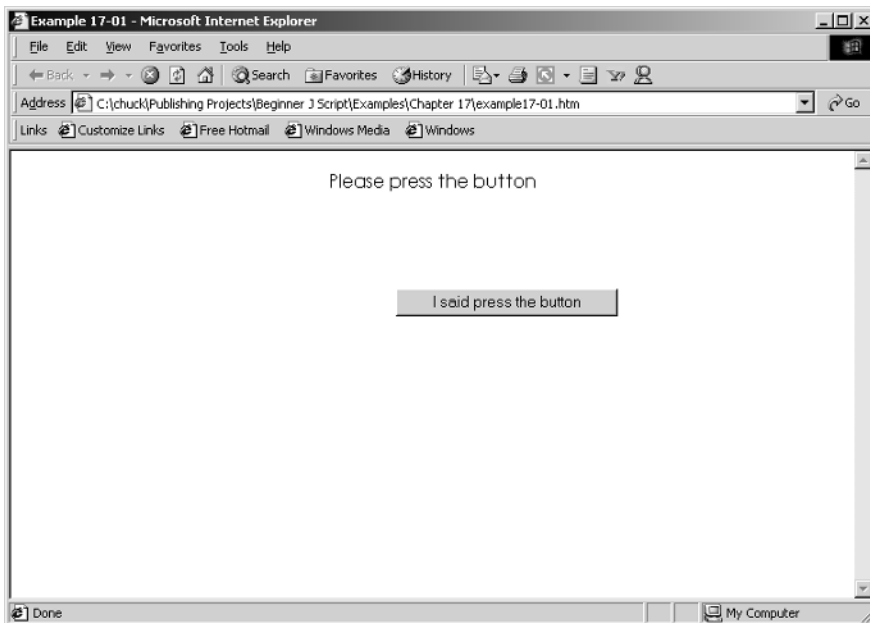 Example 17-01 - Microsoft Internet Explorer
File Edit View Favorites Tools Help
Back Search Favorites History
Address C:\chuck\Publishing Projects\Beginner J Script\Examples\Chapter 17\example17-01.htm Go
Links Customize Links Free Hotmail Windows Media Windows
Please press the button
I said press the button
Done My Computer